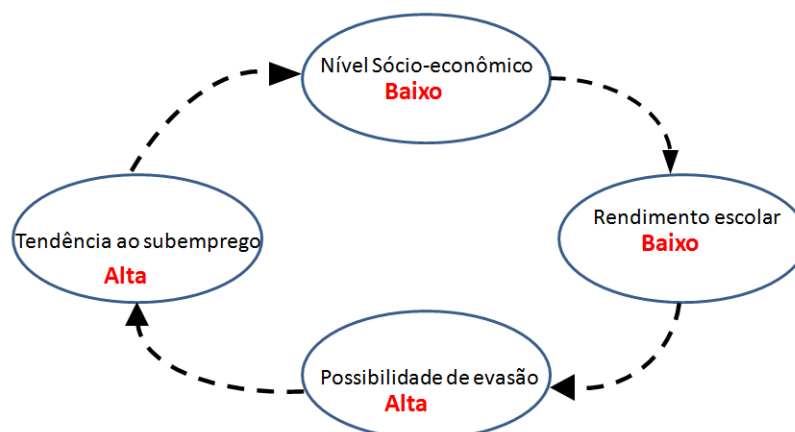 Nível Sócio-econômico
Baixo
Rendimento escolar
Baixo
Possibilidade de evasão
Alta
Tendência ao subemprego
Alta